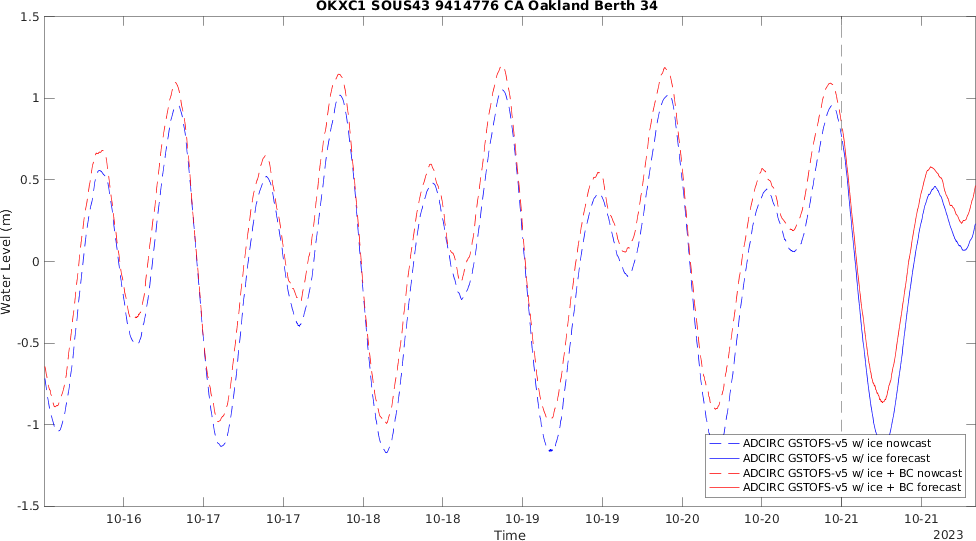 OKXC1 SOUS43 9414776 CA Oakland Berth 34
Water Level (m)
1.5
1
0.5
0
-0.5
-1
-1.5
ADCIRC GSTOFS-v5 w/ ice nowcast
ADCIRC GSTOFS-v5 w/ ice forecast
ADCIRC GSTOFS-v5 w/ ice + BC nowcast
ADCIRC GSTOFS-v5 w/ ice + BC forecast
10-16 10-17 10-17 10-18 10-18 10-19 10-19 10-20 10-20 10-21 10-21
Time
2023